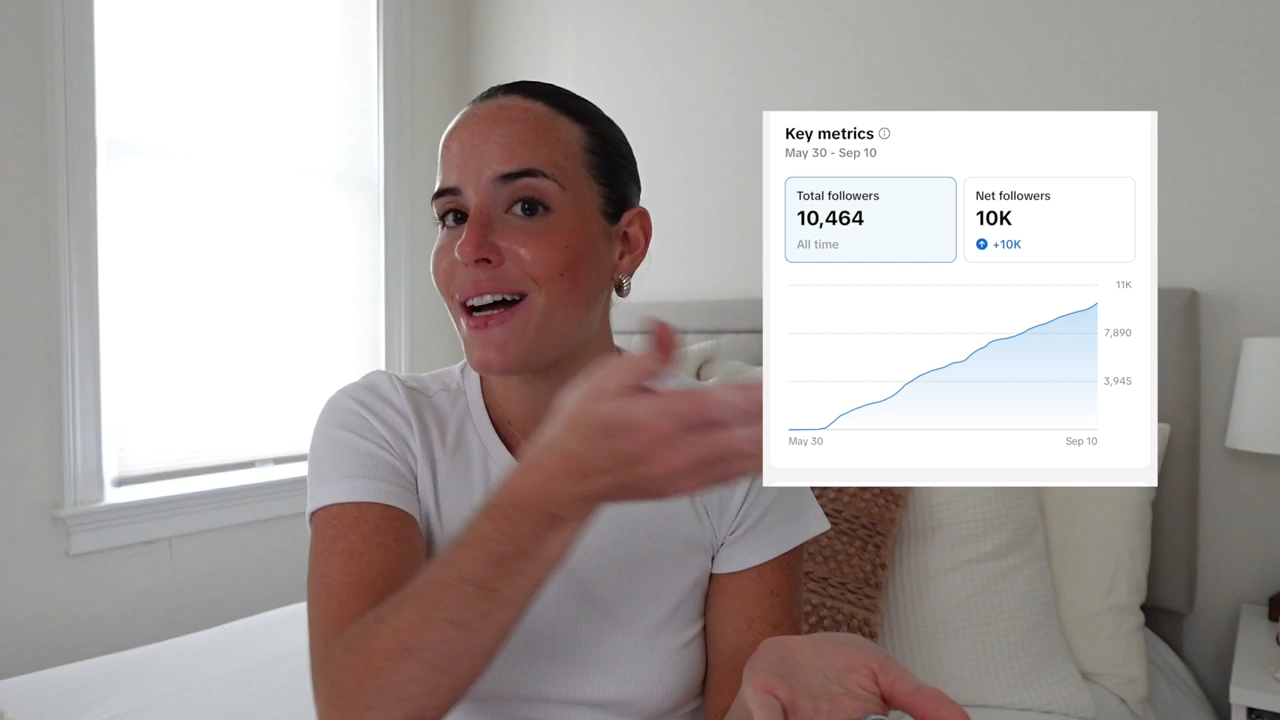 Key metrics
May 30 - Sep 10
Total followers
10,464
All time
Net followers
10K
+10K
11K
7,890
3,945
May 30
Sep 10